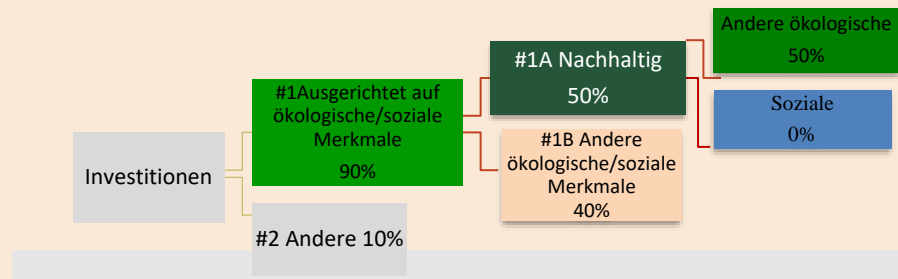 Investitionen
#1Ausgerichtet auf
ökologische/soziale
Merkmale
90%
#2 Andere 10%
#1A Nachhaltig
50%
#1B Andere
ökologische/soziale
Merkmale
40%
Andere ökologische
50%
Soziale
0%